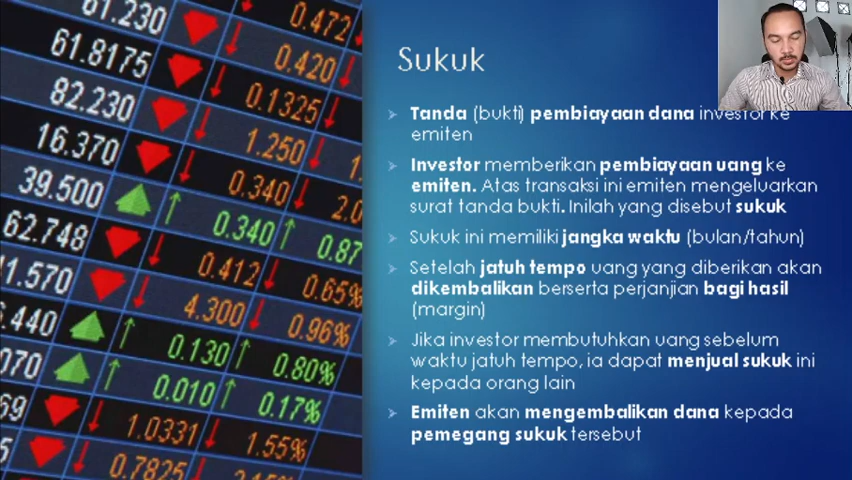 61.230
0.472
61.8175
0.420
82.230
0.1325
16.370
1.250
39.500
0.340
2.0
62.748
0.340
0.87
0.412
0.65%
4.300
0.96%
.440
0.130
0.80%
0.010
0.17%
1.0331
1.55%
0.7825
Sukuk
Tanda (bukti) pembiayaan dana investor ke
emiten
Investor memberikan pembiayaan uang ke
emiten. Atas transaksi ini emiten mengeluarkan
surat tanda bukti. Inilah yang disebut sukuk
Sukuk ini memiliki jangka waktu (bulan/tahun)
Setelah jatuh tempo uang yang diberikan akan
dikembalikan berserta perjanjian bagi hasil
(margin)
Jika investor membutuhkan uang sebelum
waktu jatuh tempo, ia dapat menjual sukuk ini
kepada orang lain
Emiten akan mengembalikan dana kepada
pemegang sukuk tersebut